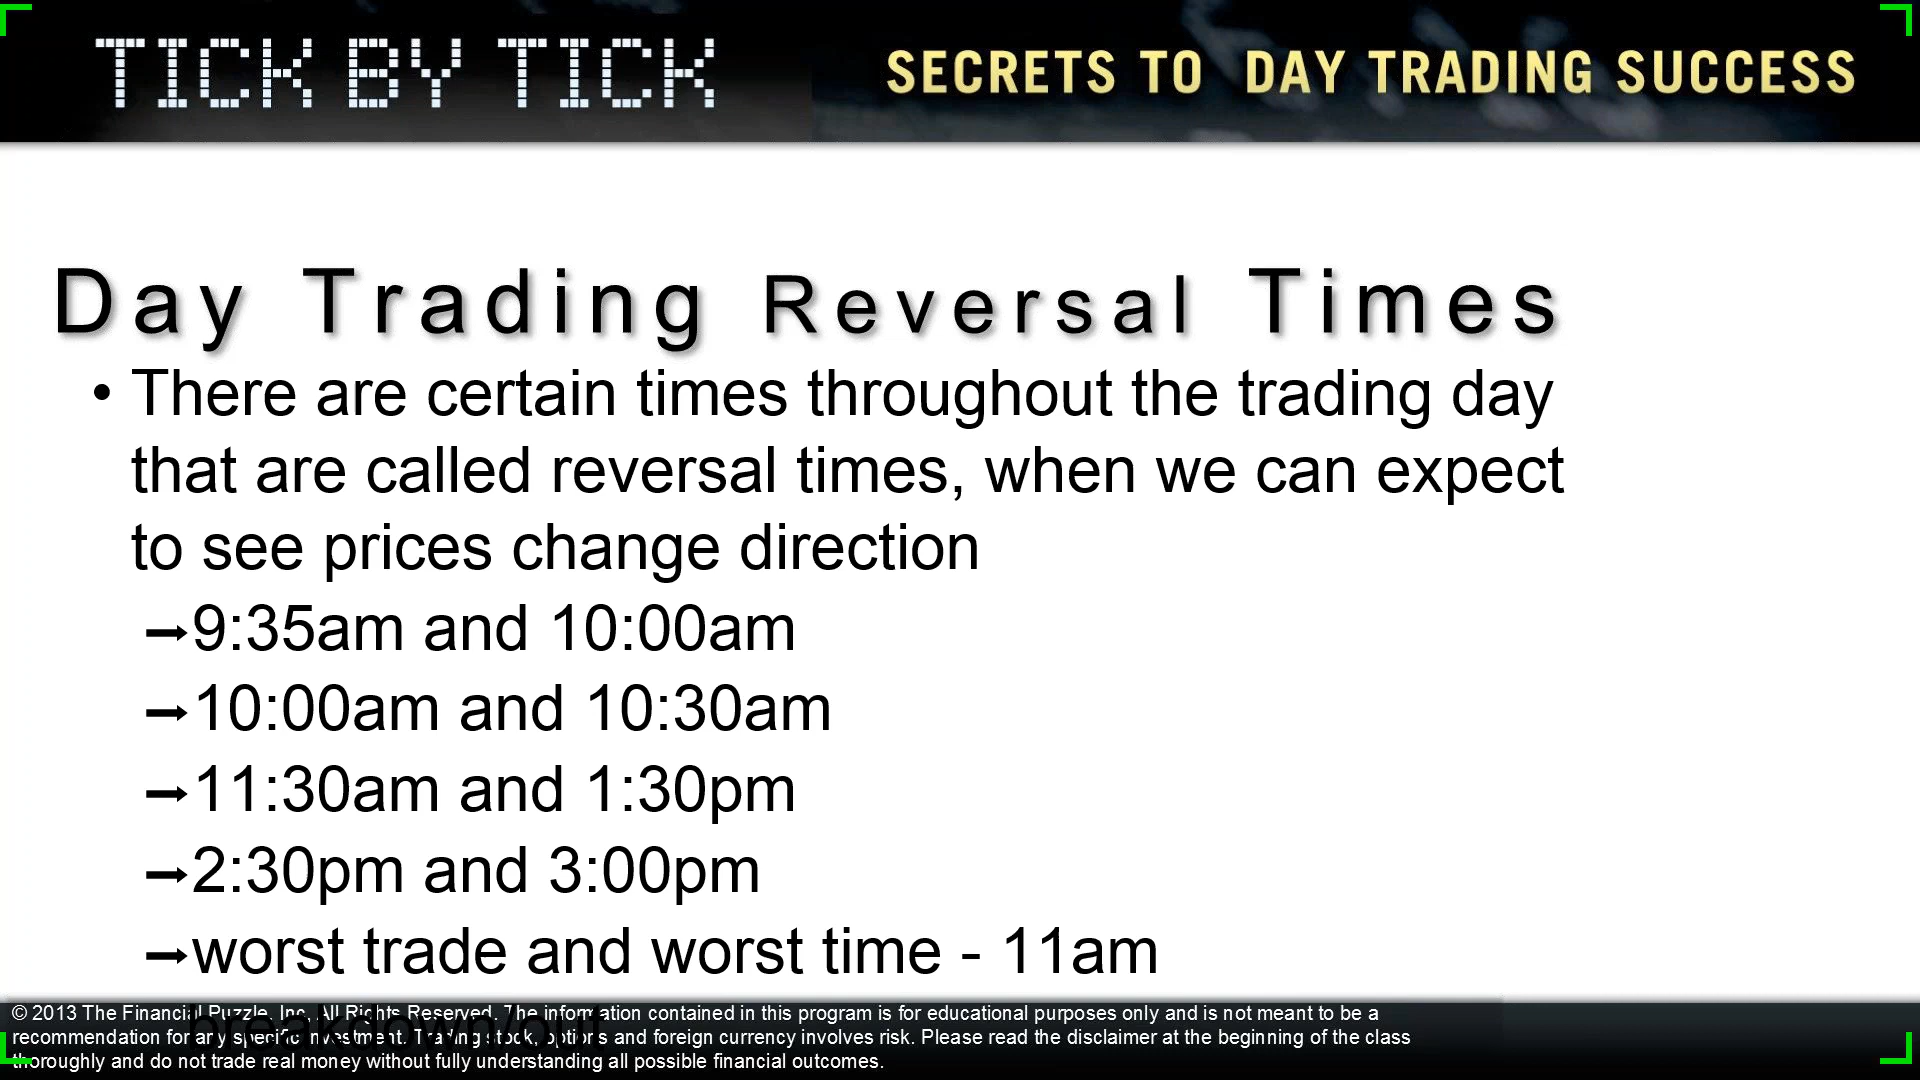 TICK BY TICK
SECRETS TO DAY TRADING SUCCESS
Day Trading Reversal Times
• There are certain times throughout the trading day
that are called reversal times, when we can expect
to see prices change direction
→9:35am and 10:00am
→10:00am and 10:30am
→11:30am and 1:30pm
→2:30pm and 3:00pm
→worst trade and worst time - 11am
breakdown/out
© 2013 The Financial Puzzle, Inc. All Rights Reserved. The information contained in this program is for educational purposes only and is not meant to be a
recommendation for any specific investment. Trading stock, options and foreign currency involves risk. Please read the disclaimer at the beginning of the class
thoroughly and do not trade real money without fully understanding all possible financial outcomes.